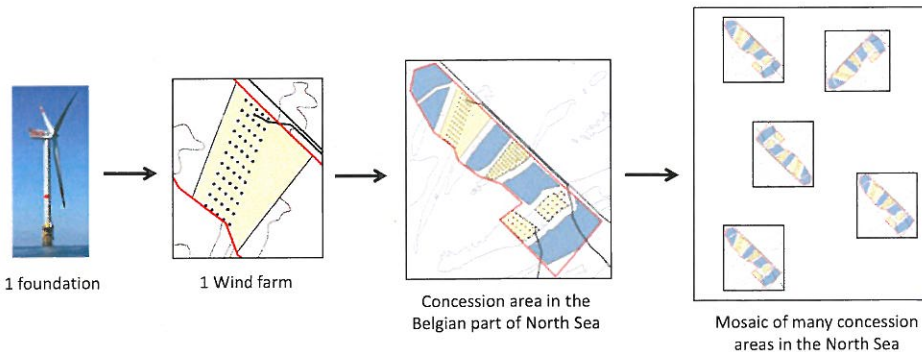 1 foundation
1 Wind farm
Concession area in the
Belgian part of North Sea
Mosaic of many concession
areas in the North Sea